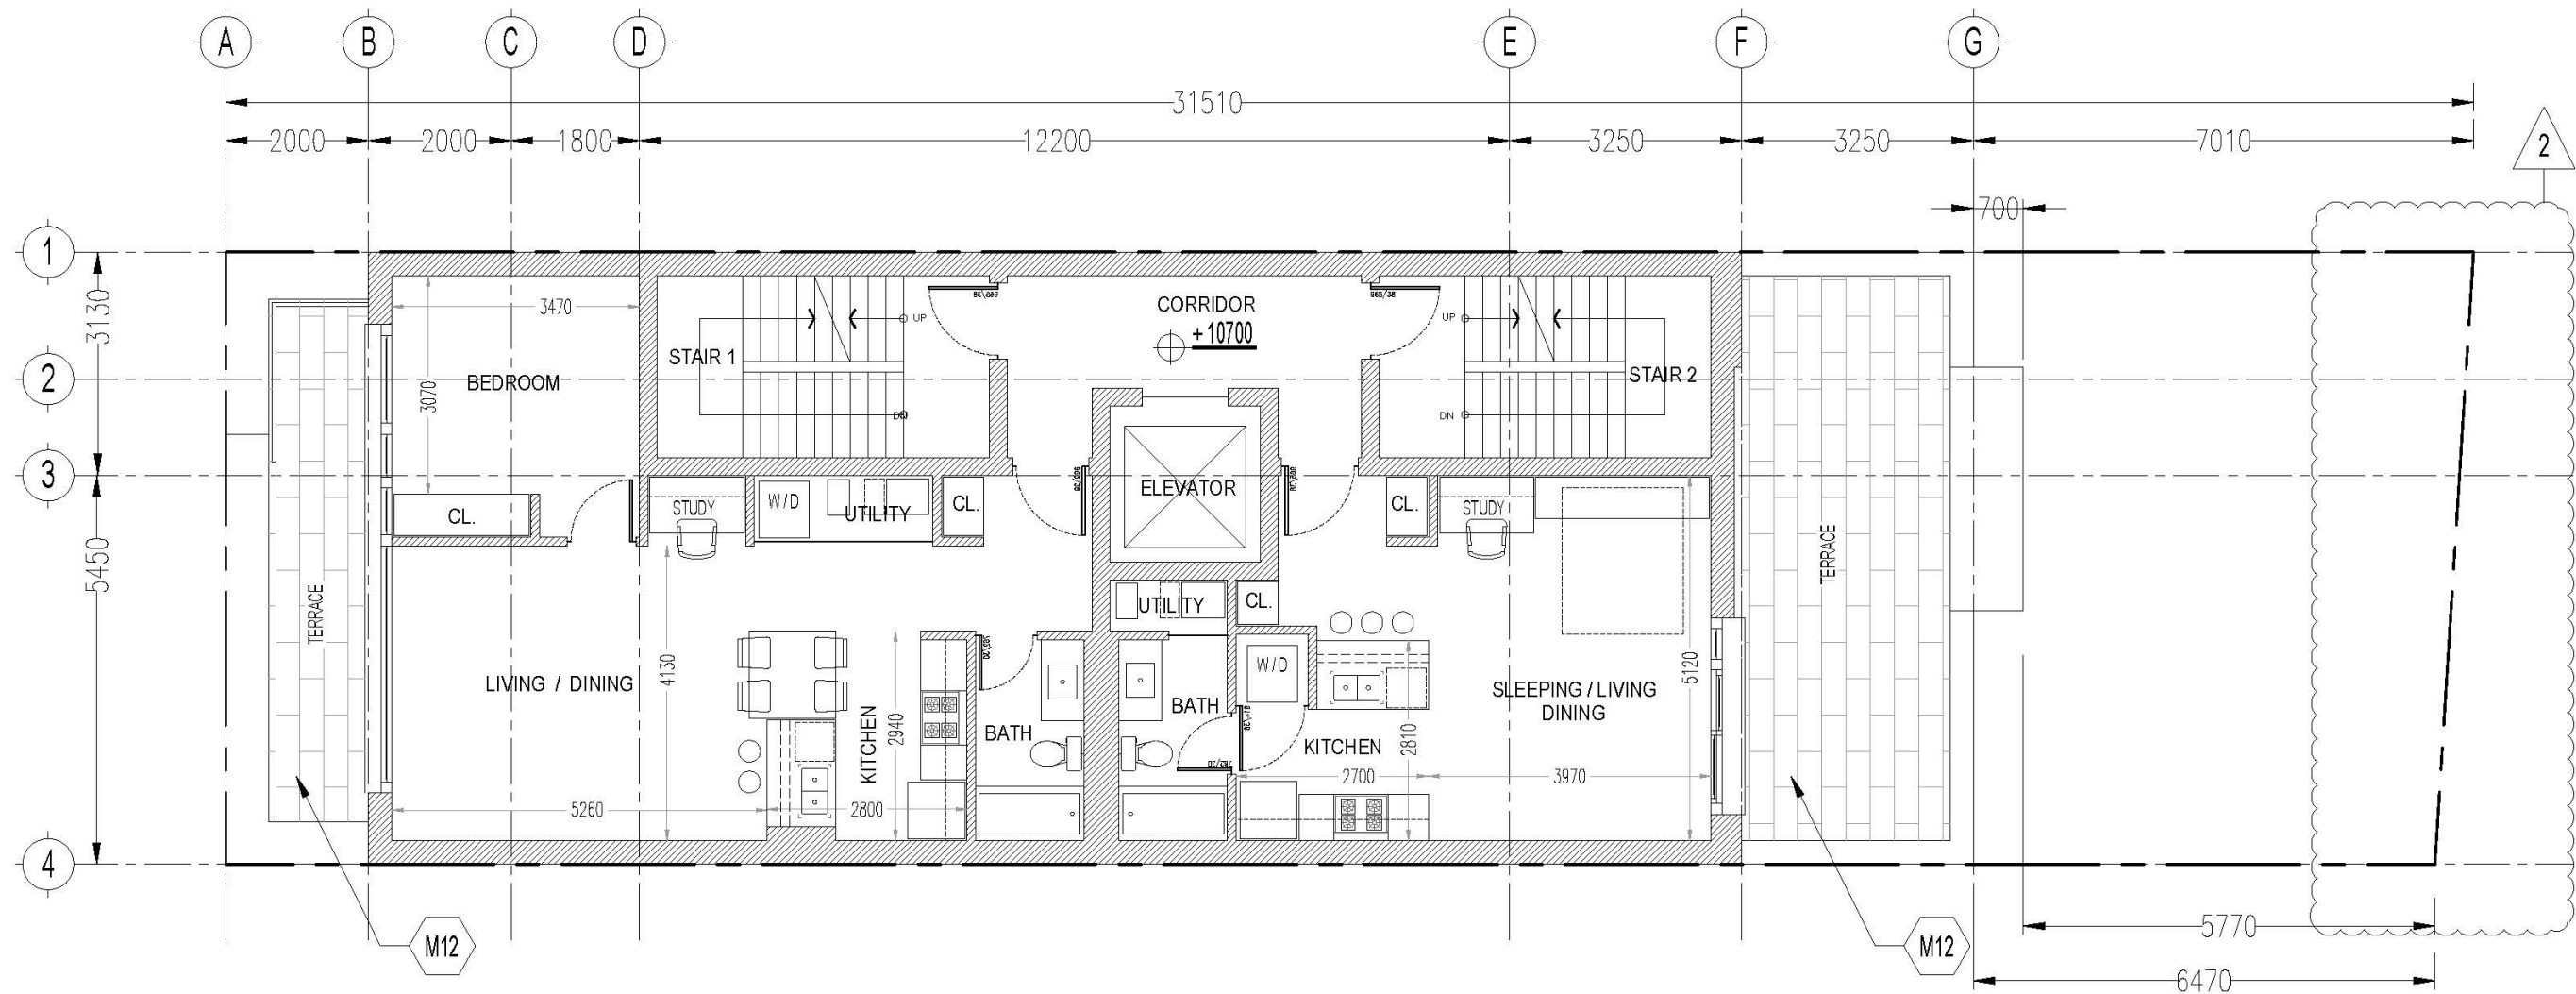 A B C D E F G
31510
2000 2000 1800 12200 3250 3250 7010
2
700
1
3130
2
3
5450
4
3470
3070
BEDROOM
CL.
STAIR 1
UP
DN
CORRIDOR
+10700
UP
DN
STAIR 2
ELEVATOR
STUDY
W/D
UTILITY
CL.
CL.
STUDY
TERRACE
LIVING / DINING
4130
KITCHEN
2940
BATH
5260
2800
UTILITY
CL.
BATH
W/D
KITCHEN
2810
2700
3970
SLEEPING / LIVING
DINING
5120
TERRACE
M12
M12
5770
6470